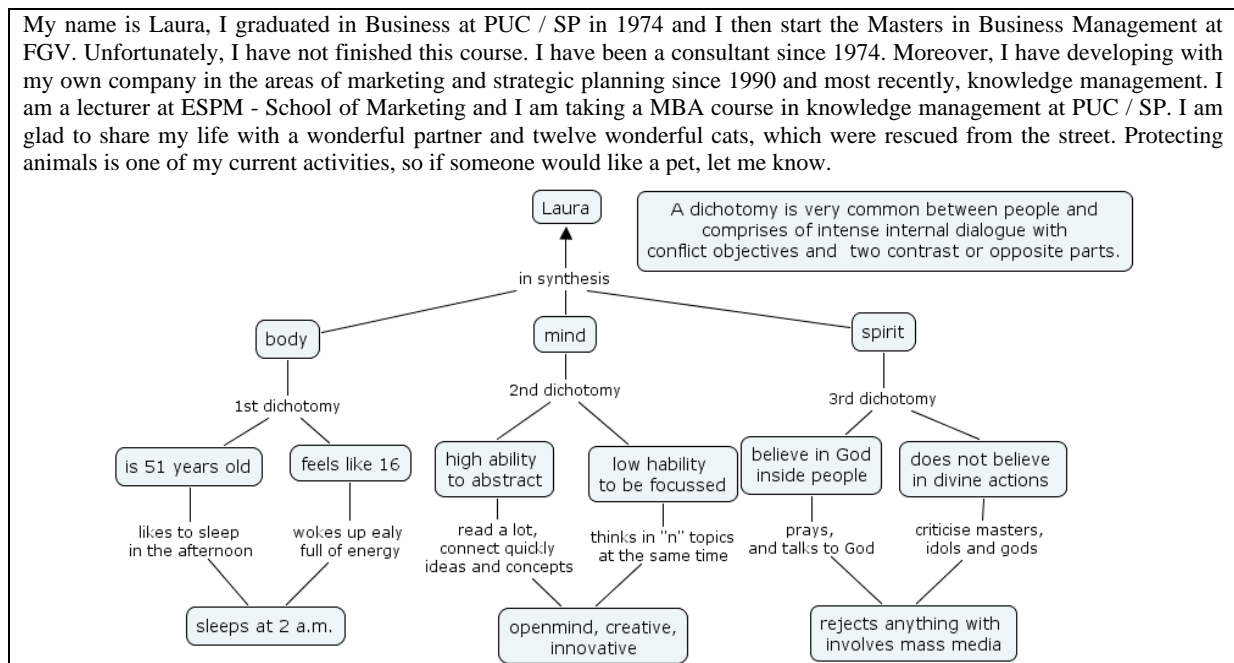 My name is Laura, I graduated in Business at PUC / SP in 1974 and I then start the Masters in Business Management at
FGV. Unfortunately, I have not finished this course. I have been a consultant since 1974. Moreover, I have developing with
my own company in the areas of marketing and strategic planning since 1990 and most recently, knowledge management. I
am a lecturer at ESPM - School of Marketing and I am taking a MBA course in knowledge management at PUC / SP. I am
glad to share my life with a wonderful partner and twelve wonderful cats, which were rescued from the street. Protecting
animals is one of my current activities, so if someone would like a pet, let me know.
Laura
A dichotomy is very common between people and
comprises of intense internal dialogue with
conflict objectives and two contrast or opposite parts.
in synthesis
body
mind
spirit
1st dichotomy
2nd dichotomy
3rd dichotomy
is 51 years old
feels like 16
high ability
to abstract
low hability
to be focussed
believe in God
inside people
does not believe
in divine actions
likes to sleep
in the afternoon
wokes up ealy
full of energy
read a lot,
connect quickly
ideas and concepts
thinks in "n" topics
at the same time
prays,
and talks to God
criticise masters,
idols and gods
sleeps at 2 a.m.
openmind, creative,
innovative
rejects anything with
involves mass media